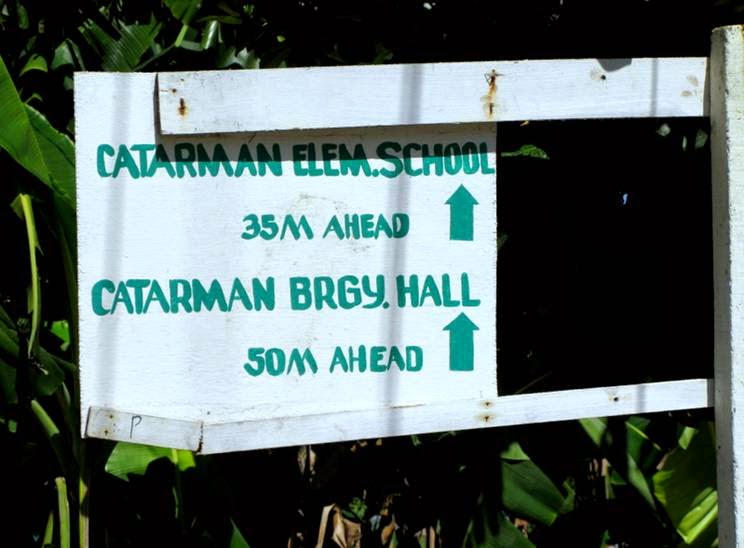 CATARMAN ELEM.SCHOOL
35M AHEAD
CATARMAN BRGY. HALL
50M AHEAD
P